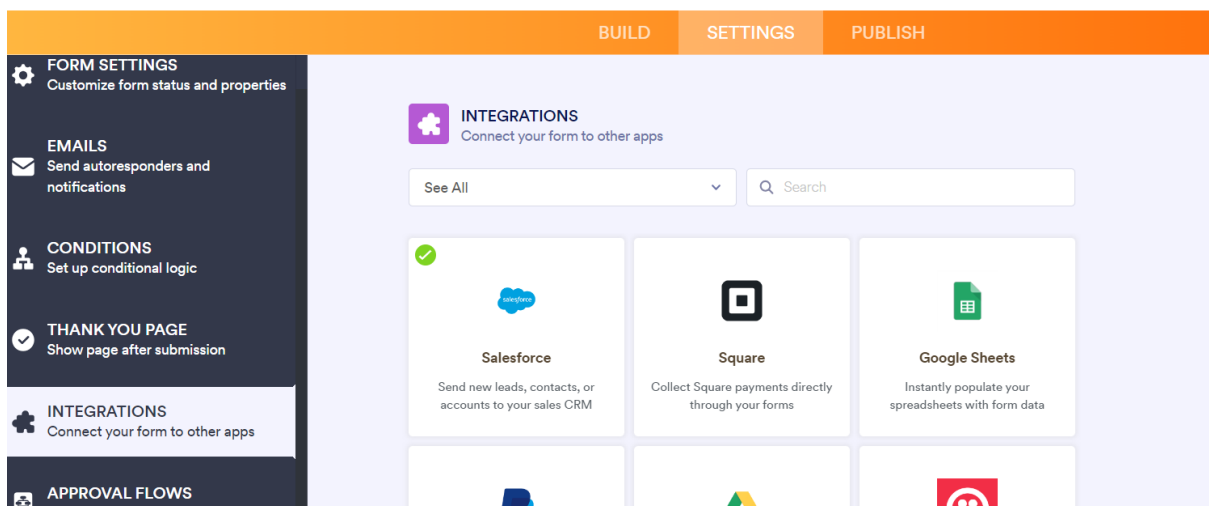 BUILD
SETTINGS
PUBLISH
FORM SETTINGS
Customize form status and properties
EMAILS
Send autoresponders and
notifications
CONDITIONS
Set up conditional logic
THANK YOU PAGE
Show page after submission
INTEGRATIONS
Connect your form to other apps
APPROVAL FLOWS
INTEGRATIONS
Connect your form to other apps
See All
Search
salesforce
Salesforce
Send new leads, contacts, or
accounts to your sales CRM
Square
Collect Square payments directly
through your forms
Google Sheets
Instantly populate your
spreadsheets with form data